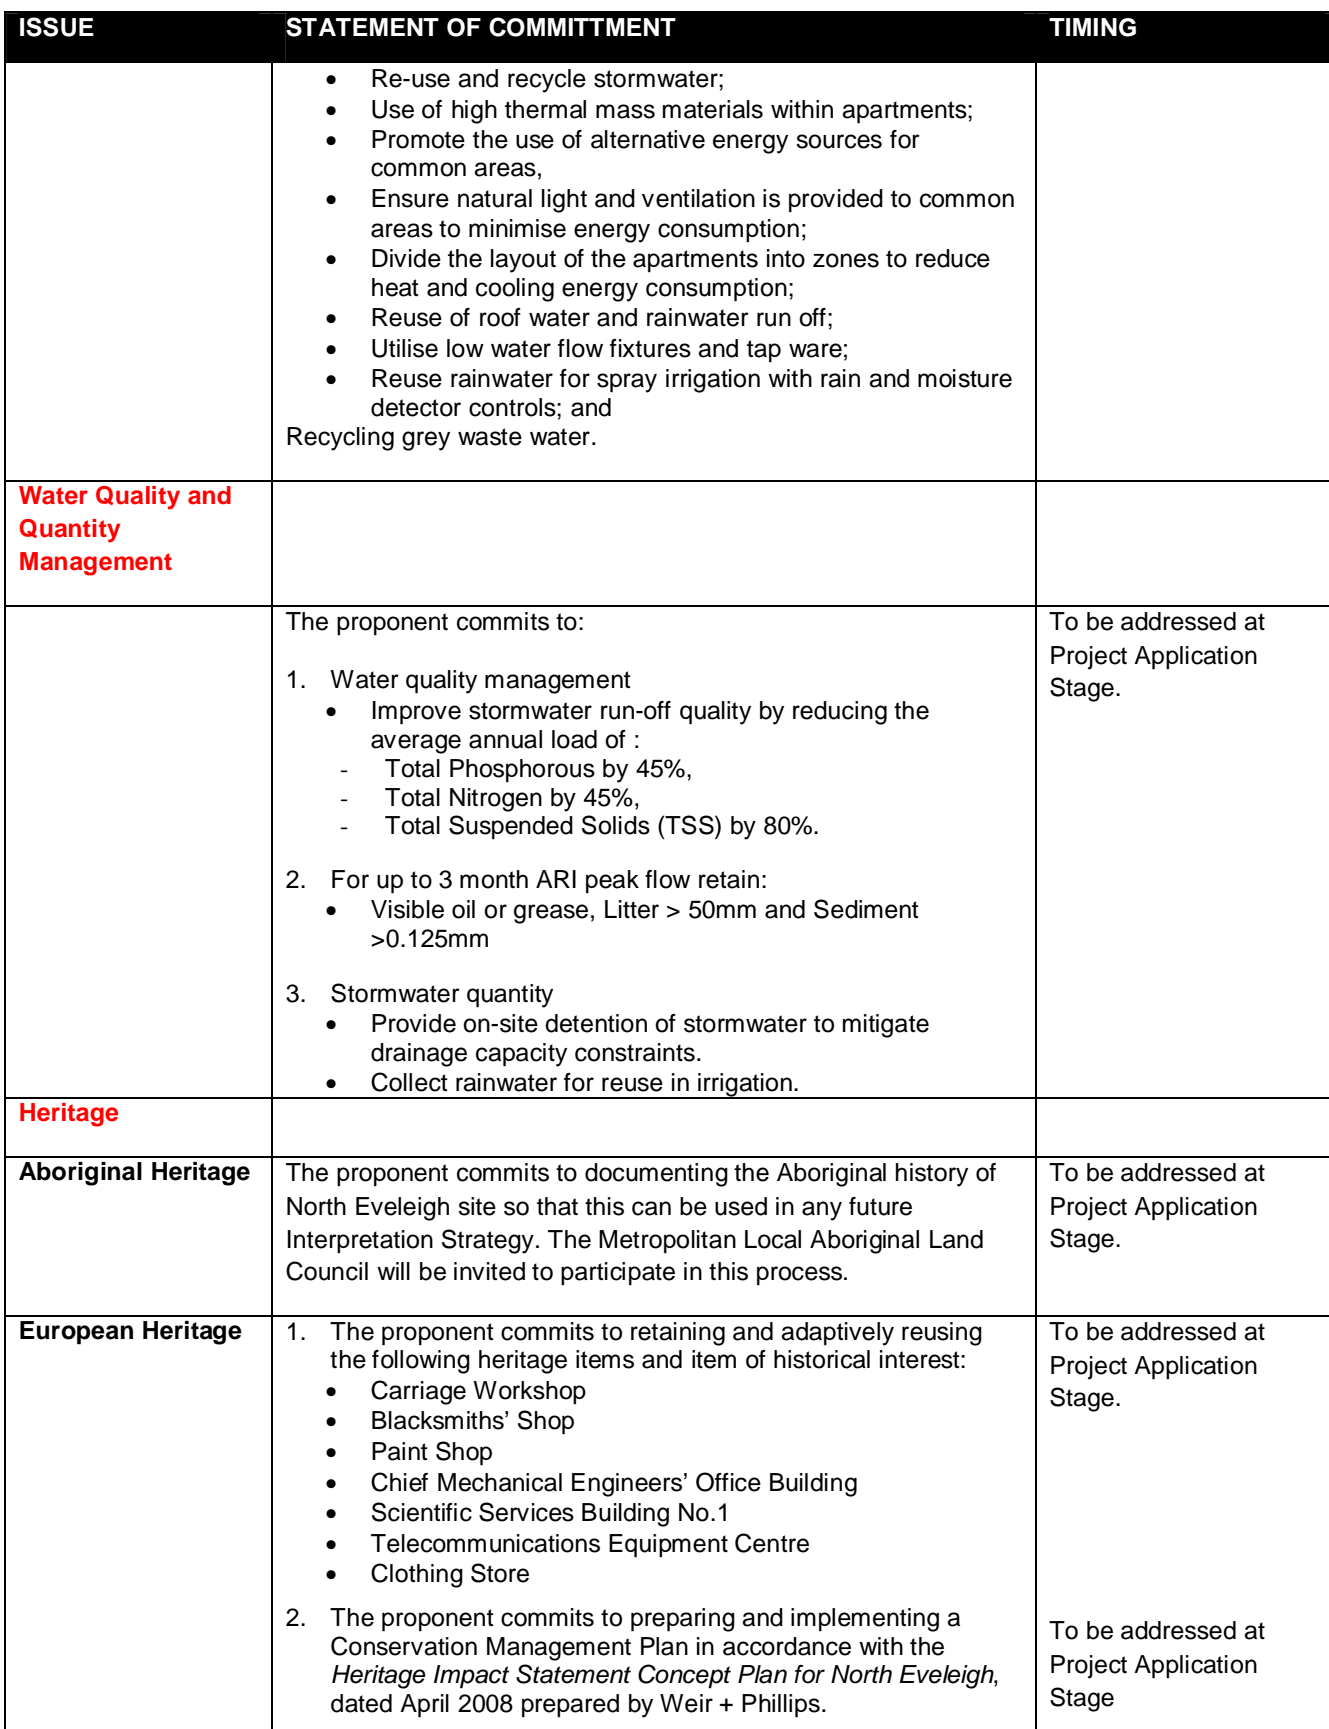 ISSUE STATEMENT OF COMMITTMENT TIMING
• Re-use and recycle stormwater;
• Use of high thermal mass materials within apartments;
• Promote the use of alternative energy sources for
common areas,
• Ensure natural light and ventilation is provided to common
areas to minimise energy consumption;
• Divide the layout of the apartments into zones to reduce
heat and cooling energy consumption;
• Reuse of roof water and rainwater run off;
• Utilise low water flow fixtures and tap ware;
• Reuse rainwater for spray irrigation with rain and moisture
detector controls; and
Recycling grey waste water.
Water Quality and
Quantity
Management
The proponent commits to:
1. Water quality management
• Improve stormwater run-off quality by reducing the
average annual load of :
- Total Phosphorous by 45%,
- Total Nitrogen by 45%,
- Total Suspended Solids (TSS) by 80%.
2. For up to 3 month ARI peak flow retain:
• Visible oil or grease, Litter > 50mm and Sediment
>0.125mm
3. Stormwater quantity
• Provide on-site detention of stormwater to mitigate
drainage capacity constraints.
• Collect rainwater for reuse in irrigation.
To be addressed at
Project Application
Stage.
Heritage
Aboriginal Heritage
The proponent commits to documenting the Aboriginal history of
North Eveleigh site so that this can be used in any future
Interpretation Strategy. The Metropolitan Local Aboriginal Land
Council will be invited to participate in this process.
To be addressed at
Project Application
Stage.
European Heritage
1. The proponent commits to retaining and adaptively reusing
the following heritage items and item of historical interest:
• Carriage Workshop
• Blacksmiths’ Shop
• Paint Shop
• Chief Mechanical Engineers’ Office Building
• Scientific Services Building No.1
• Telecommunications Equipment Centre
• Clothing Store
To be addressed at
Project Application
Stage.
2. The proponent commits to preparing and implementing a
Conservation Management Plan in accordance with the
Heritage Impact Statement Concept Plan for North Eveleigh,
dated April 2008 prepared by Weir + Phillips.
To be addressed at
Project Application
Stage